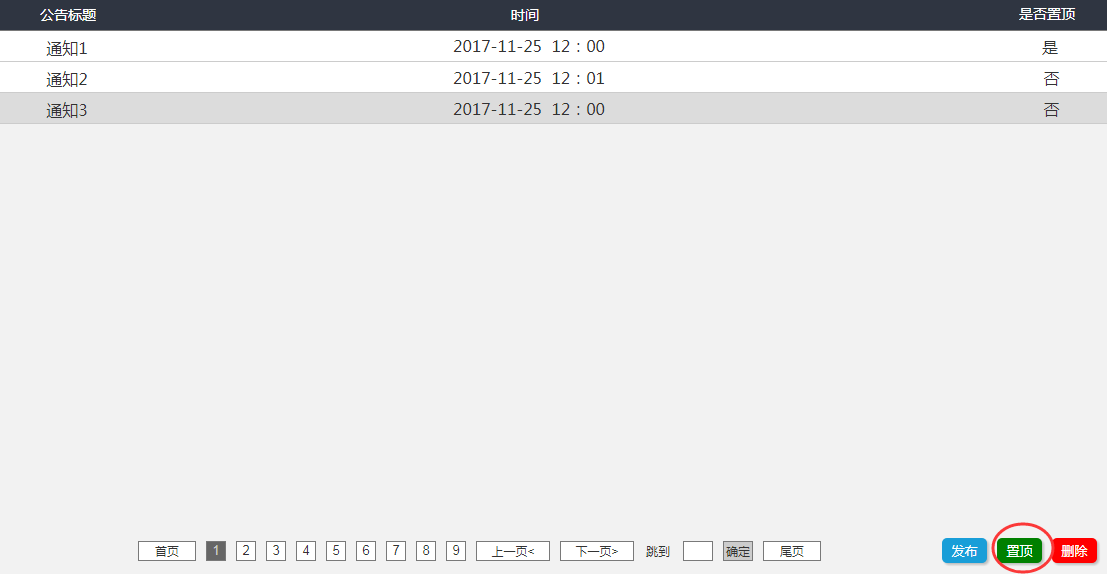 公告标题 时间 是否置顶
通知1 2017-11-25 12：00 是
通知2 2017-11-25 12：01 否
通知3 2017-11-25 12：00 否
首页 1 2 3 4 5 6 7 8 9 上一页< 下一页> 跳到 确定 尾页 发布 置顶 删除